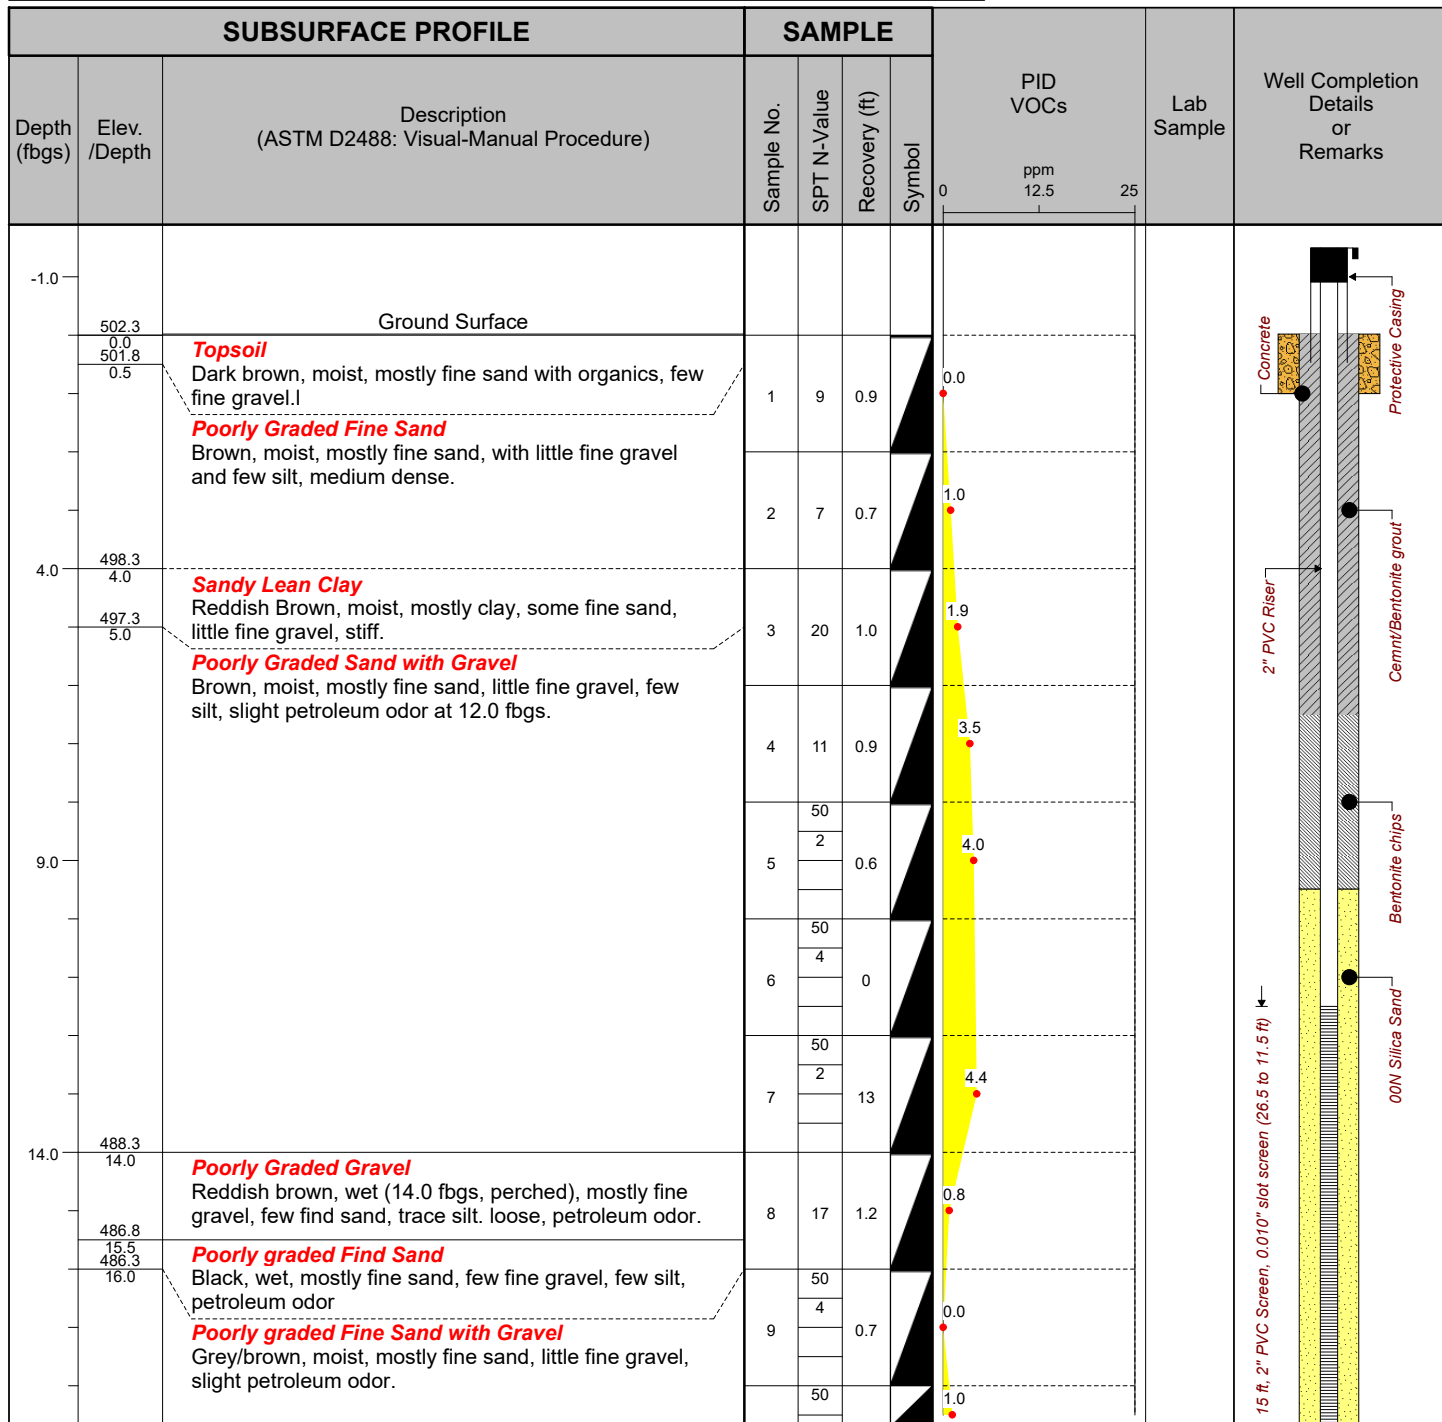 SUBSURFACE PROFILE
SAMPLE
Depth
(fbgs)
Elev.
/Depth
Description
(ASTM D2488: Visual-Manual Procedure)
Sample No.
SPT N-Value
Recovery (ft)
Symbol
PID
VOCs
ppm
0 12.5 25
Lab
Sample
Well Completion
Details
or
Remarks
-1.0
502.3
0.0
Ground Surface
501.8
0.5
Topsoil
Dark brown, moist, mostly fine sand with organics, few
fine gravel.l
1 9 0.9
0.0
Poorly Graded Fine Sand
Brown, moist, mostly fine sand, with little fine gravel
and few silt, medium dense.
2 7 0.7
1.0
4.0
498.3
4.0
Sandy Lean Clay
Reddish Brown, moist, mostly clay, some fine sand,
little fine gravel, stiff.
497.3
5.0
3 20 1.0
1.9
Poorly Graded Sand with Gravel
Brown, moist, mostly fine sand, little fine gravel, few
silt, slight petroleum odor at 12.0 fbgs.
4 11 0.9
3.5
9.0
50
2
5 0.6
4.0
50
4
6 0
50
2
7 13
4.4
14.0
488.3
14.0
Poorly Graded Gravel
Reddish brown, wet (14.0 fbgs, perched), mostly fine
gravel, few find sand, trace silt. loose, petroleum odor.
8 17 1.2
0.8
486.8
15.5
486.3
16.0
Poorly graded Find Sand
Black, wet, mostly fine sand, few fine gravel, few silt,
petroleum odor
50
4
9 0.7
0.0
Poorly graded Fine Sand with Gravel
Grey/brown, moist, mostly fine sand, little fine gravel,
slight petroleum odor.
50
1.0
Concrete
Protective Casing
2" PVC Riser
Cemnt/Bentonite grout
Bentonite chips
00N Silica Sand
15 ft, 2" PVC Screen, 0.010" slot screen (26.5 to 11.5 ft)